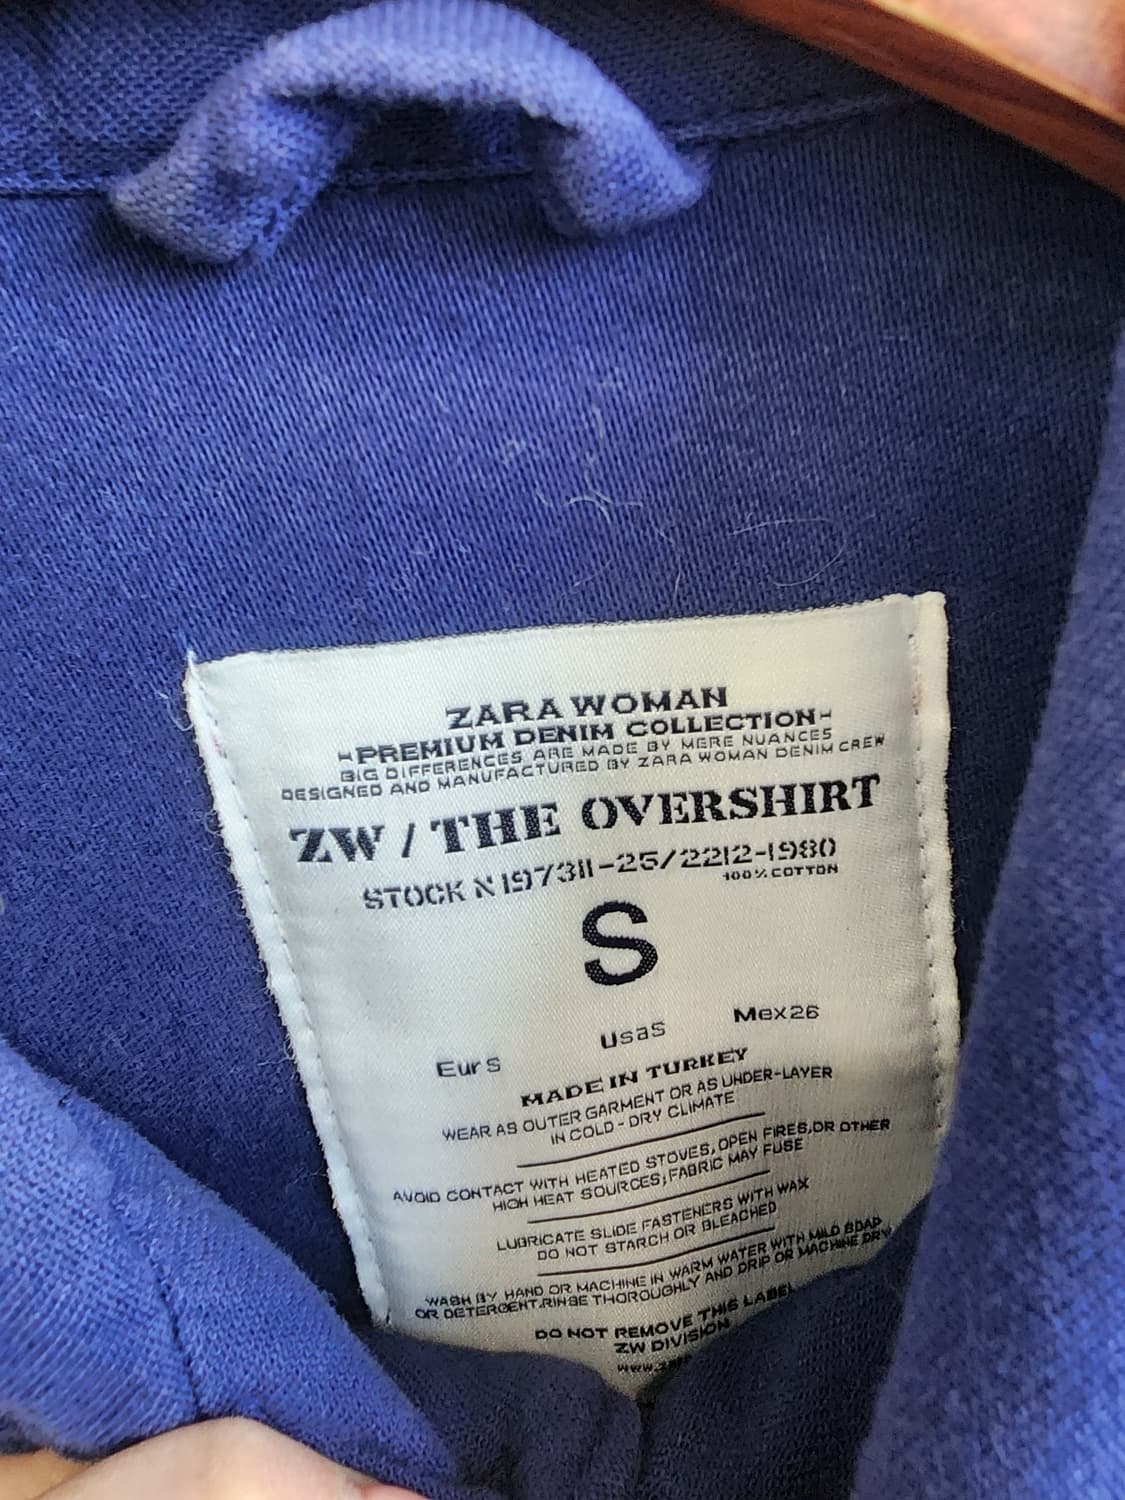 ZARA WOMAN
-PREMIUM DENIM COLLECTION-
BIG DIFFERENCES ARE MADE BY MERE NUANCES
DESIGNED AND MANUFACTURED BY ZARA WOMAN DENIM CREW
ZW / THE OVERSHIRT
STOCK N 197311-25/2212-1980
100% COTTON
S
Eur S Usa S Mex 26
MADE IN TURKEY
WEAR AS OUTER GARMENT OR AS UNDER-LAYER
IN COLD-DRY CLIMATE
AVOID CONTACT WITH HEATED STOVES, OPEN FIRES, OR OTHER
HIGH HEAT SOURCES; FABRIC MAY FUSE
LUBRICATE SLIDE FASTENERS WITH WAX
DO NOT STARCH OR BLEACHED
WASH BY HAND OR MACHINE IN WARM WATER WITH MILD SOAP
OR DETERGENT. RINSE THOROUGHLY AND DRIP OR MACHINE DRY
DO NOT REMOVE THIS LABEL
ZW DIVISION